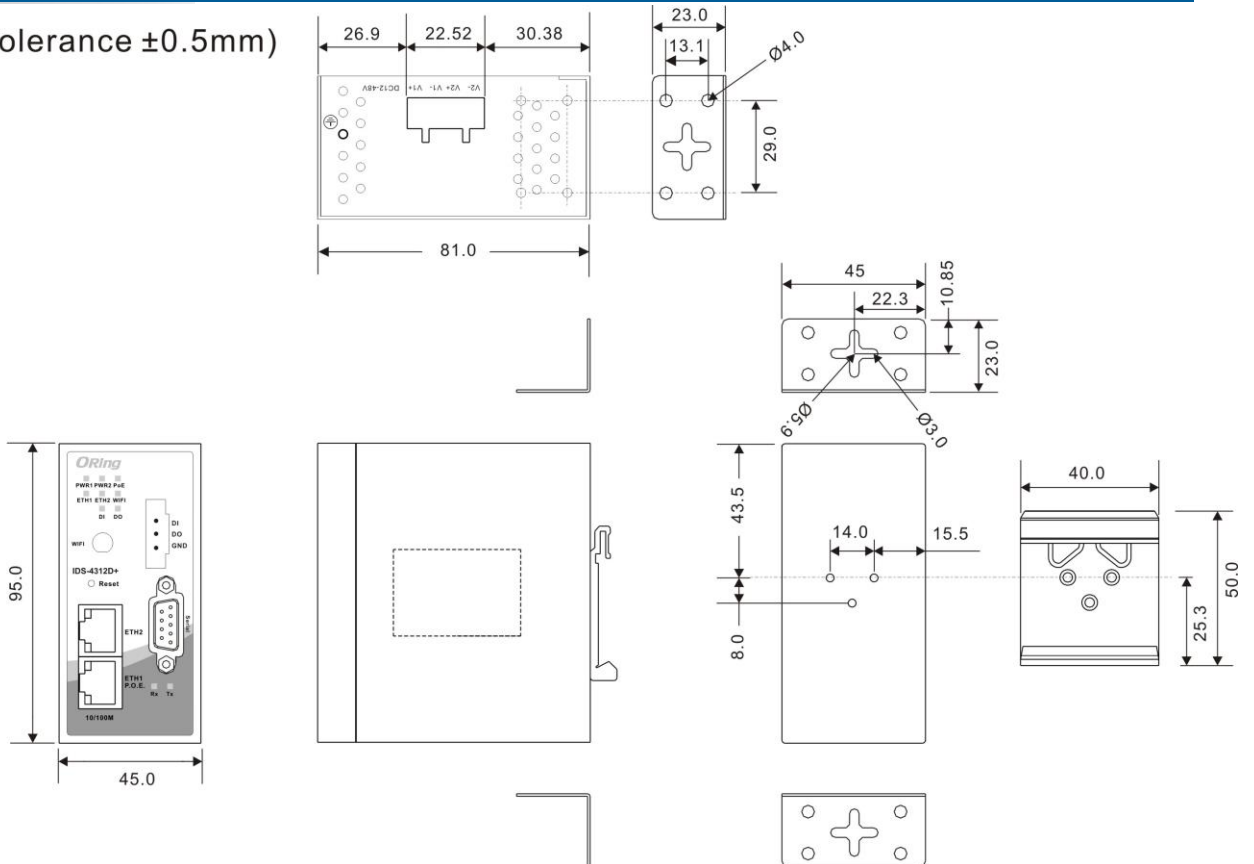 olerance ±0.5mm)
26.9 22.52 30.38
DC12-48V V1+ V1- V2+ V2-
81.0
23.0
13.1
Ø4.0
29.0
45
22.3
10.85
23.0
Ø5.9
Ø3.0
95.0
ORing
PWR1 PWR2 PoE
ETH1 ETH2 WIFI
DI DO
WIFI
DI
DO
GND
IDS-4312D+
Reset
Serial
ETH2
ETH1
P.O.E.
Rx Tx
10/100M
45.0
43.5
14.0 15.5
8.0
40.0
50.0
25.3